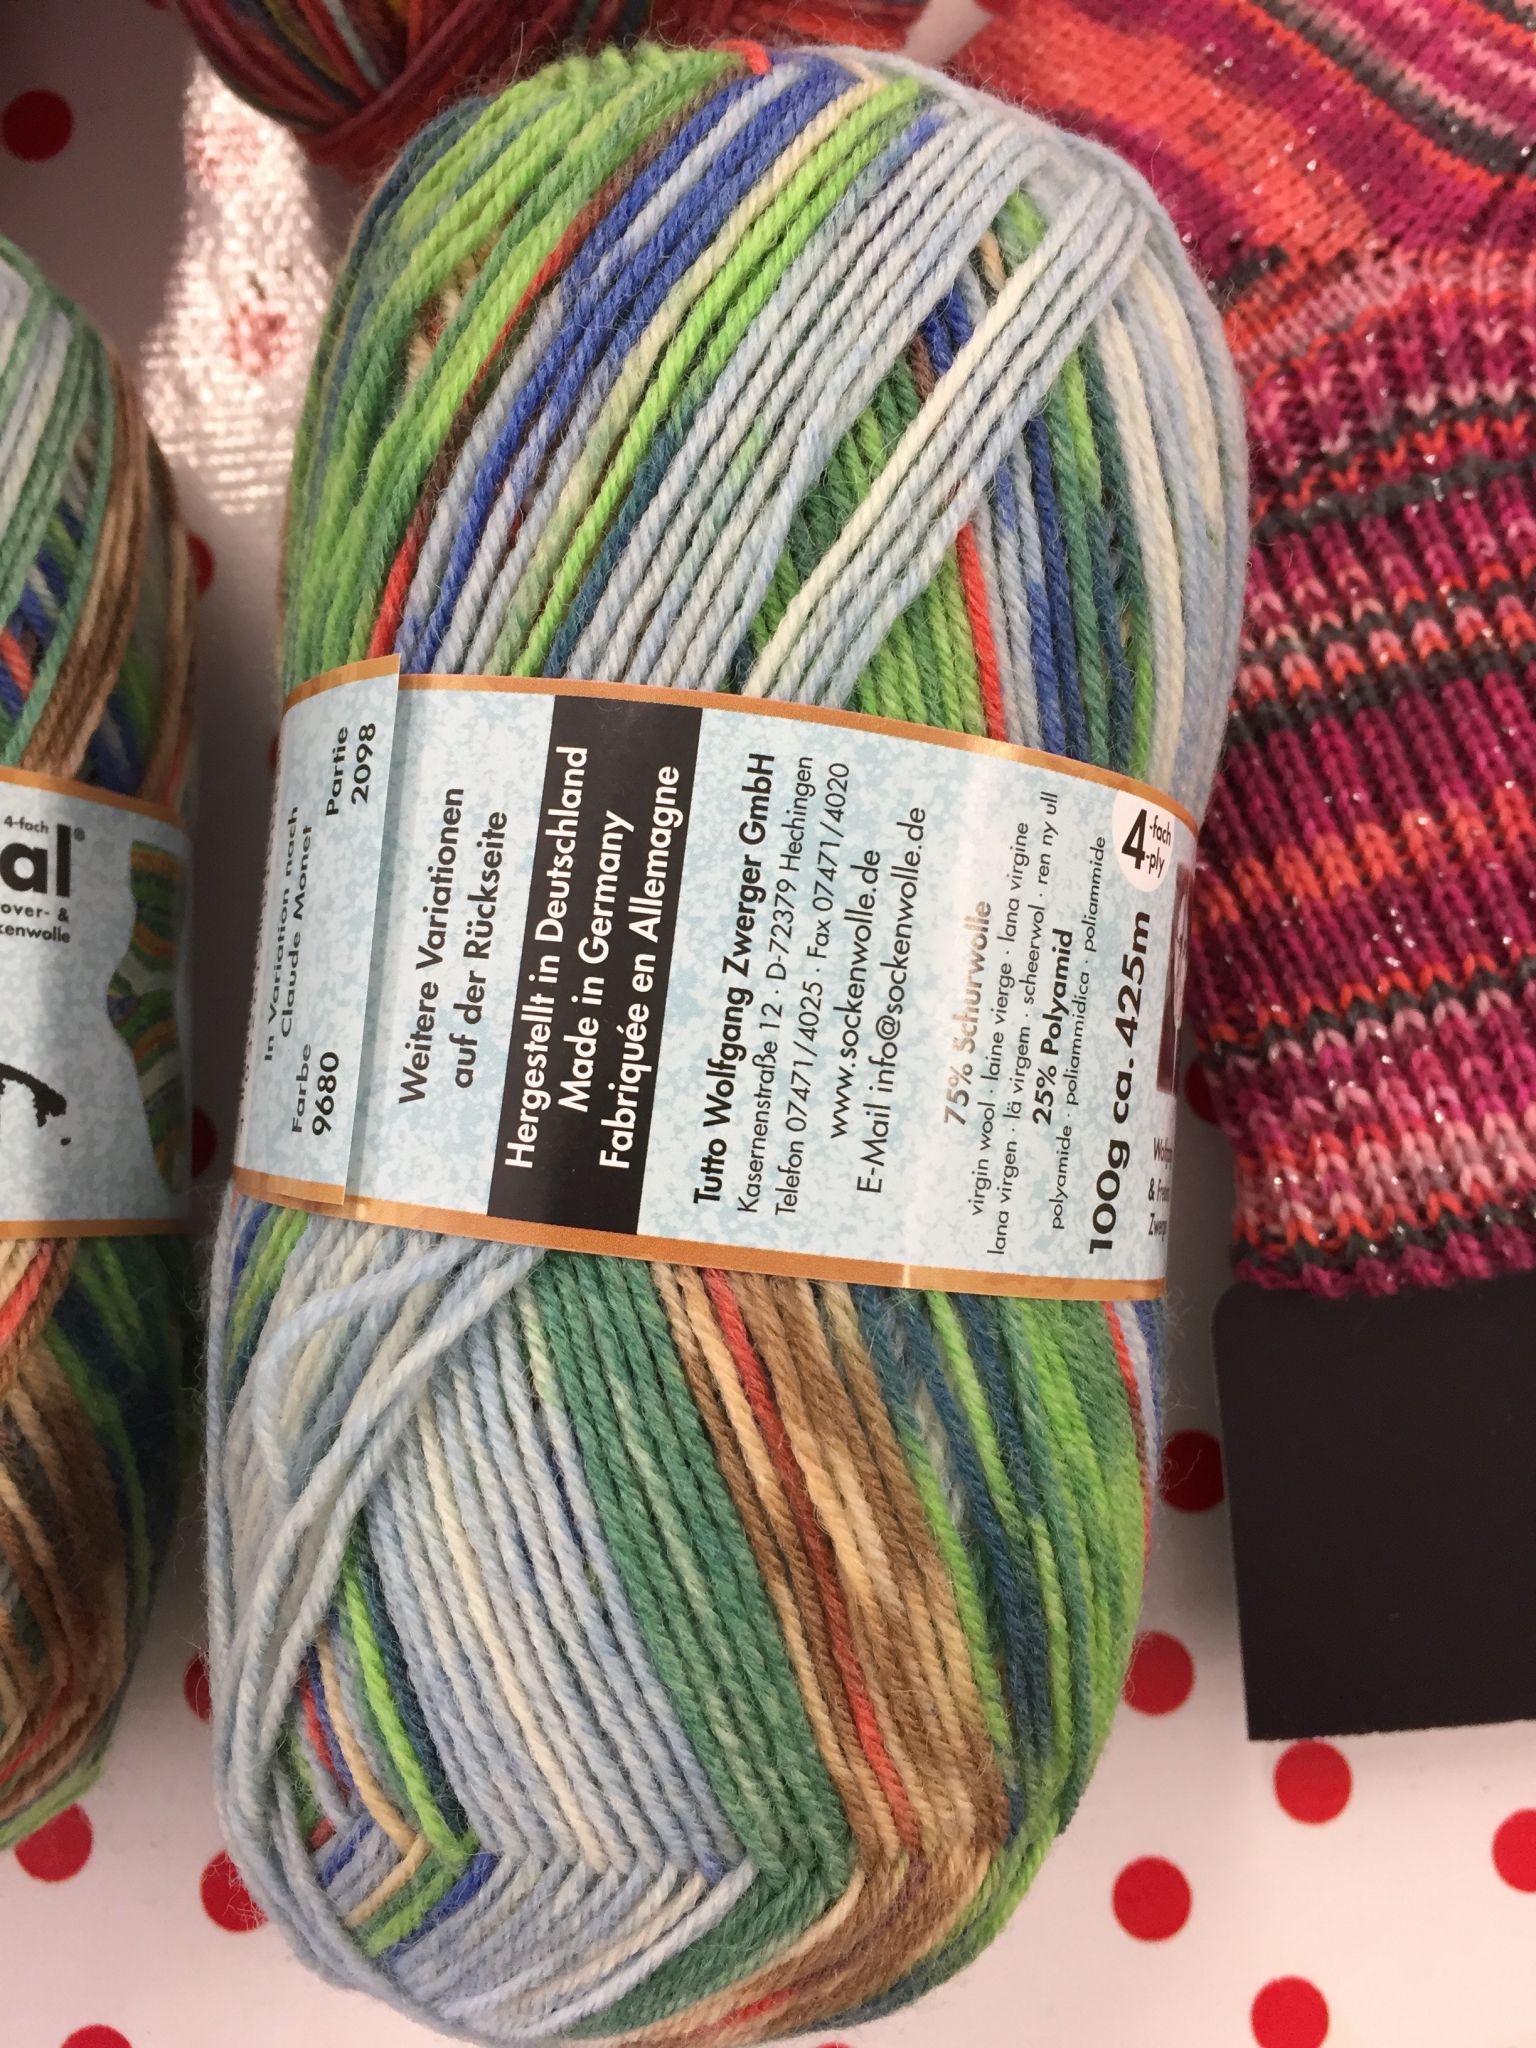 4-fach
al®
over- &
kenwolle
In Variation nach
Claude Monet
Farbe
9680
Partie
2098
Weitere Variationen
auf der Rückseite
Hergestellt in Deutschland
Made in Germany
Fabriquée en Allemagne
Tutto Wolfgang Zwerger GmbH
Kasernenstraße 12 · D-72379 Hechingen
Telefon 07471/4025 · Fax 07471/4020
www.sockenwolle.de
E-Mail info@sockenwolle.de
75% Schurwolle
virgin wool · laine vierge · lana virgine
lana virgen · lã virgem · scheerwol · ren ny ull
25% Polyamid
polyamide · poliammidica · poliammide
100g ca. 425m
4-fach
-ply
&